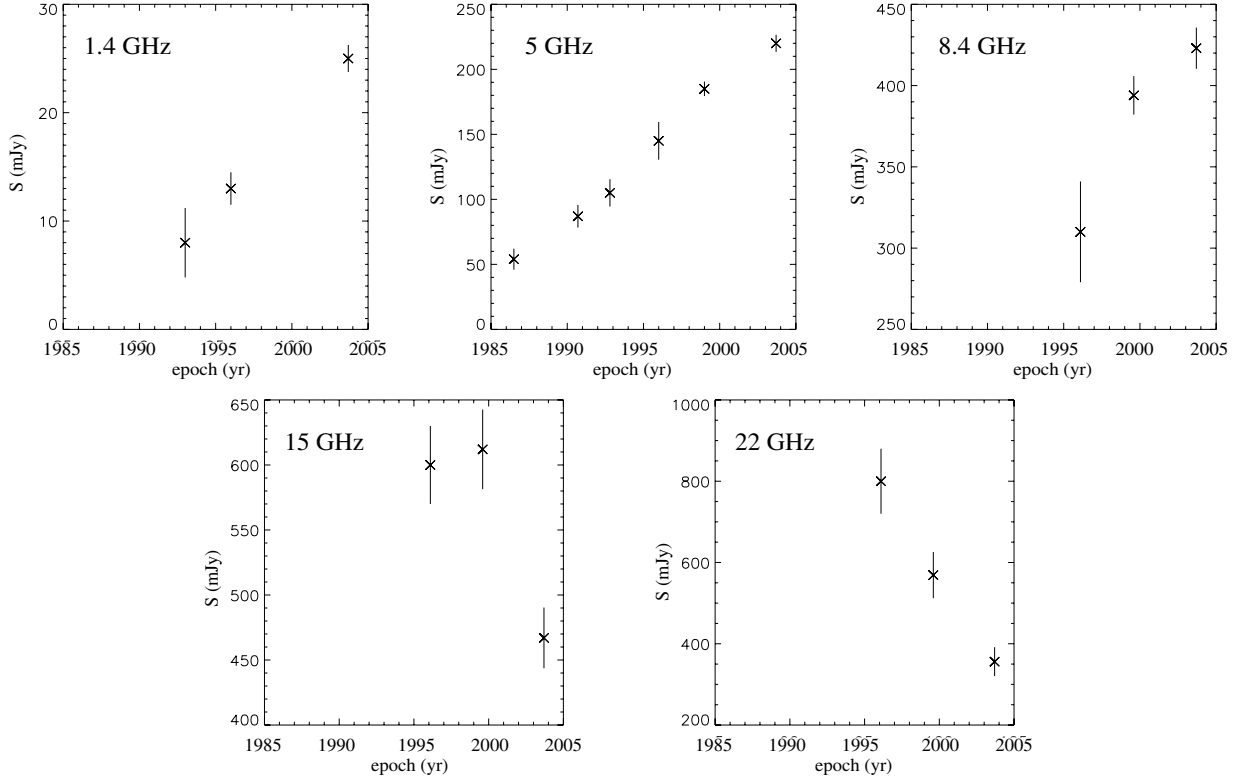 1.4 GHz
S (mJy)
30
20
10
0
1985 1990 1995 2000 2005
epoch (yr)
5 GHz
S (mJy)
250
200
150
100
50
0
1985 1990 1995 2000 2005
epoch (yr)
8.4 GHz
S (mJy)
450
400
350
300
250
1985 1990 1995 2000 2005
epoch (yr)
15 GHz
S (mJy)
650
600
550
500
450
400
1985 1990 1995 2000 2005
epoch (yr)
22 GHz
S (mJy)
1000
800
600
400
200
1985 1990 1995 2000 2005
epoch (yr)